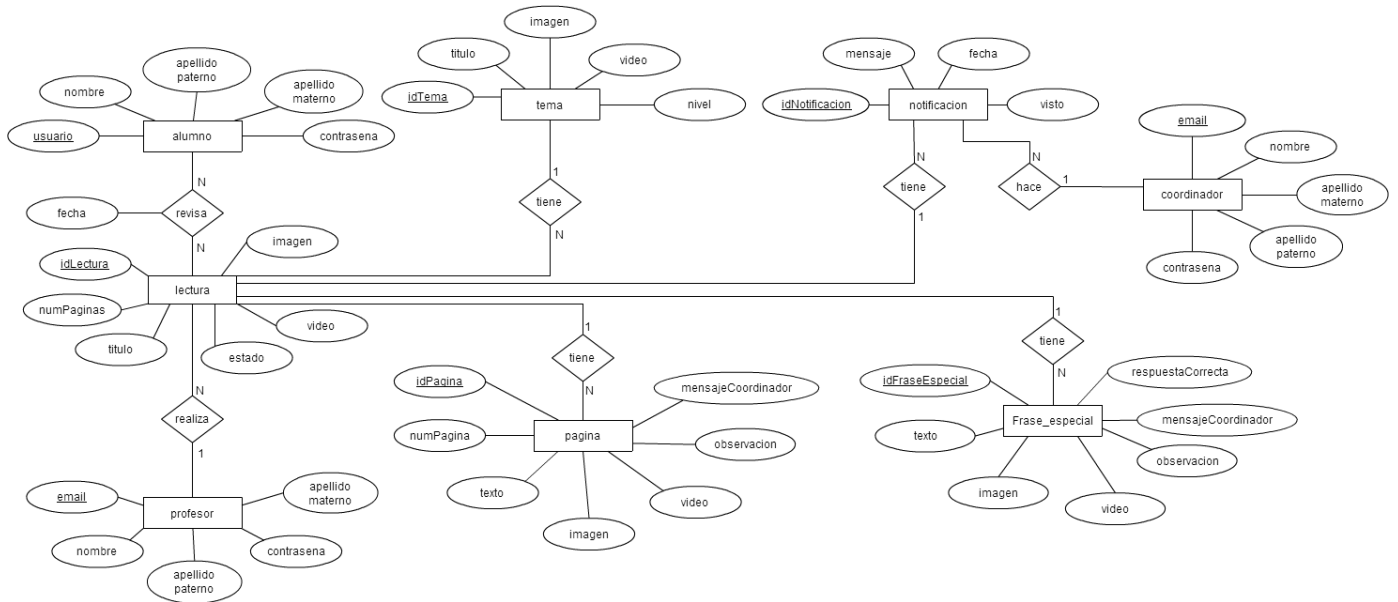 imagen
titulo
video
idTema
tema
nivel
mensaje
fecha
idNotificacion
notificacion
visto
apellido
paterno
nombre
apellido
materno
usuario
alumno
contrasena
email
nombre
coordinador
apellido
materno
apellido
paterno
contrasena
N
revisa
fecha
N
1
tiene
N
N
tiene
1
N
hace
1
imagen
idLectura
lectura
numPaginas
titulo
estado
video
1
tiene
N
1
tiene
N
N
realiza
1
idPagina
mensajeCoordinador
numPagina
pagina
observacion
texto
video
imagen
respuestaCorrecta
idFraseEspecial
Frase_especial
mensajeCoordinador
texto
observacion
imagen
video
email
apellido
materno
profesor
nombre
contrasena
apellido
paterno